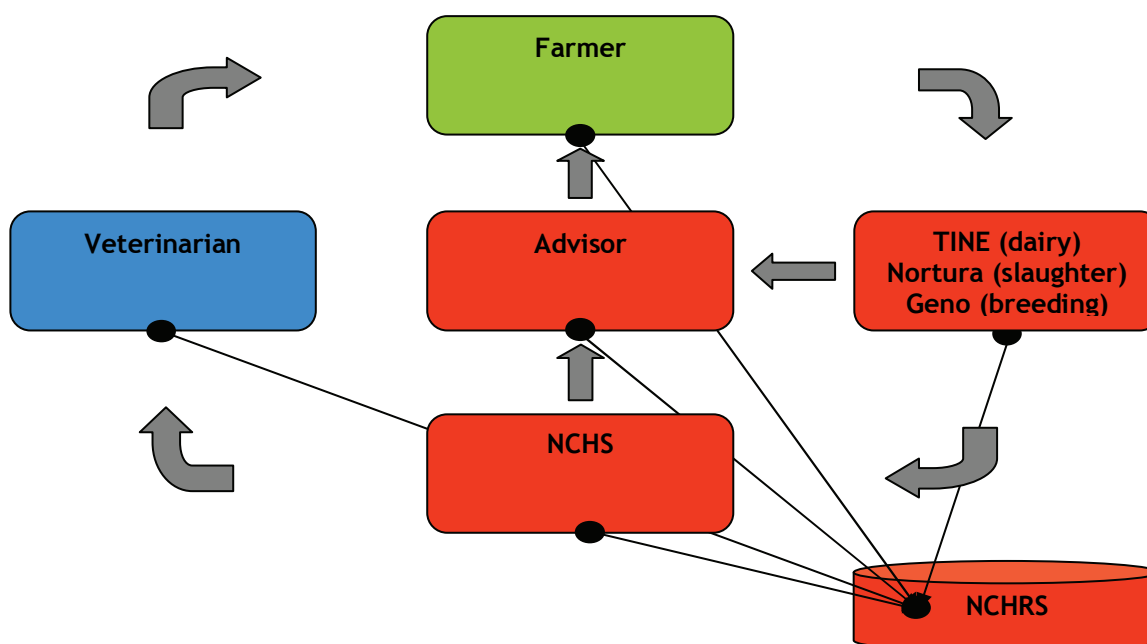 Farmer
Veterinarian
Advisor
TINE (dairy)
Nortura (slaughter)
Geno (breeding)
NCHS
NCHRS